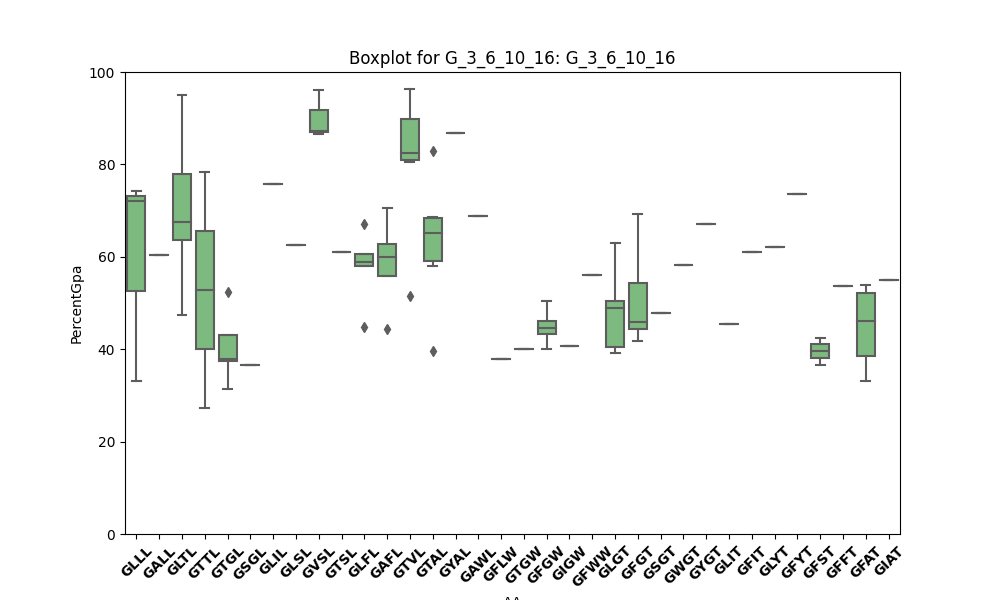 Boxplot for G_3_6_10_16: G_3_6_10_16
100
80
60
40
20
0
PercentGpa
GLLL GALL GLTL GTTL GTGL GSGL GLIL GLSL GVSL GTSL GLFL GAFL GTVL GTAL GYAL GAWL GFLW GTGW GFGW GIGW GFWW GLGT GFGT GSGT GWGT GYGT GLIT GFIT GLYT GFYT GFST GFFT GFAT GIAT